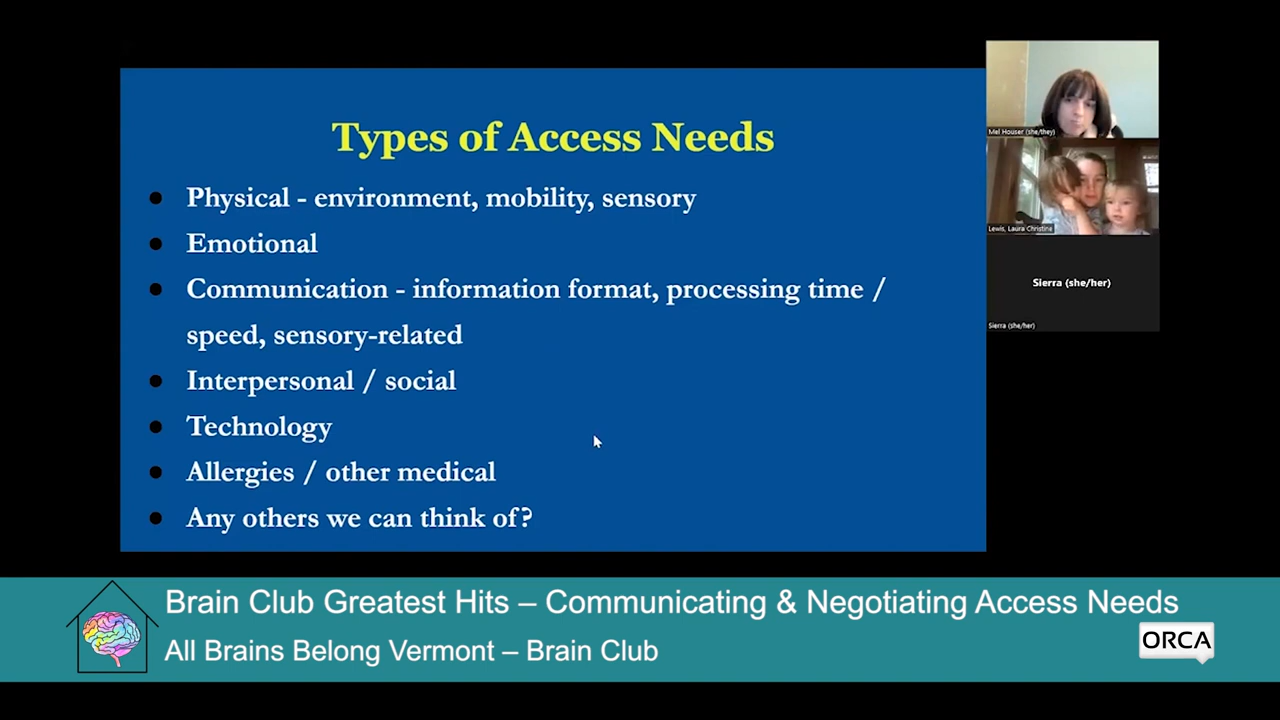 Types of Access Needs
● Physical - environment, mobility, sensory
● Emotional
● Communication - information format, processing time /
speed, sensory-related
● Interpersonal / social
● Technology
● Allergies / other medical
● Any others we can think of?
Mel Houser (she/they)
Lewis, Laura Christina
Sierra (she/her)
Sierra (she/her)
Brain Club Greatest Hits – Communicating & Negotiating Access Needs
All Brains Belong Vermont – Brain Club
ORCA